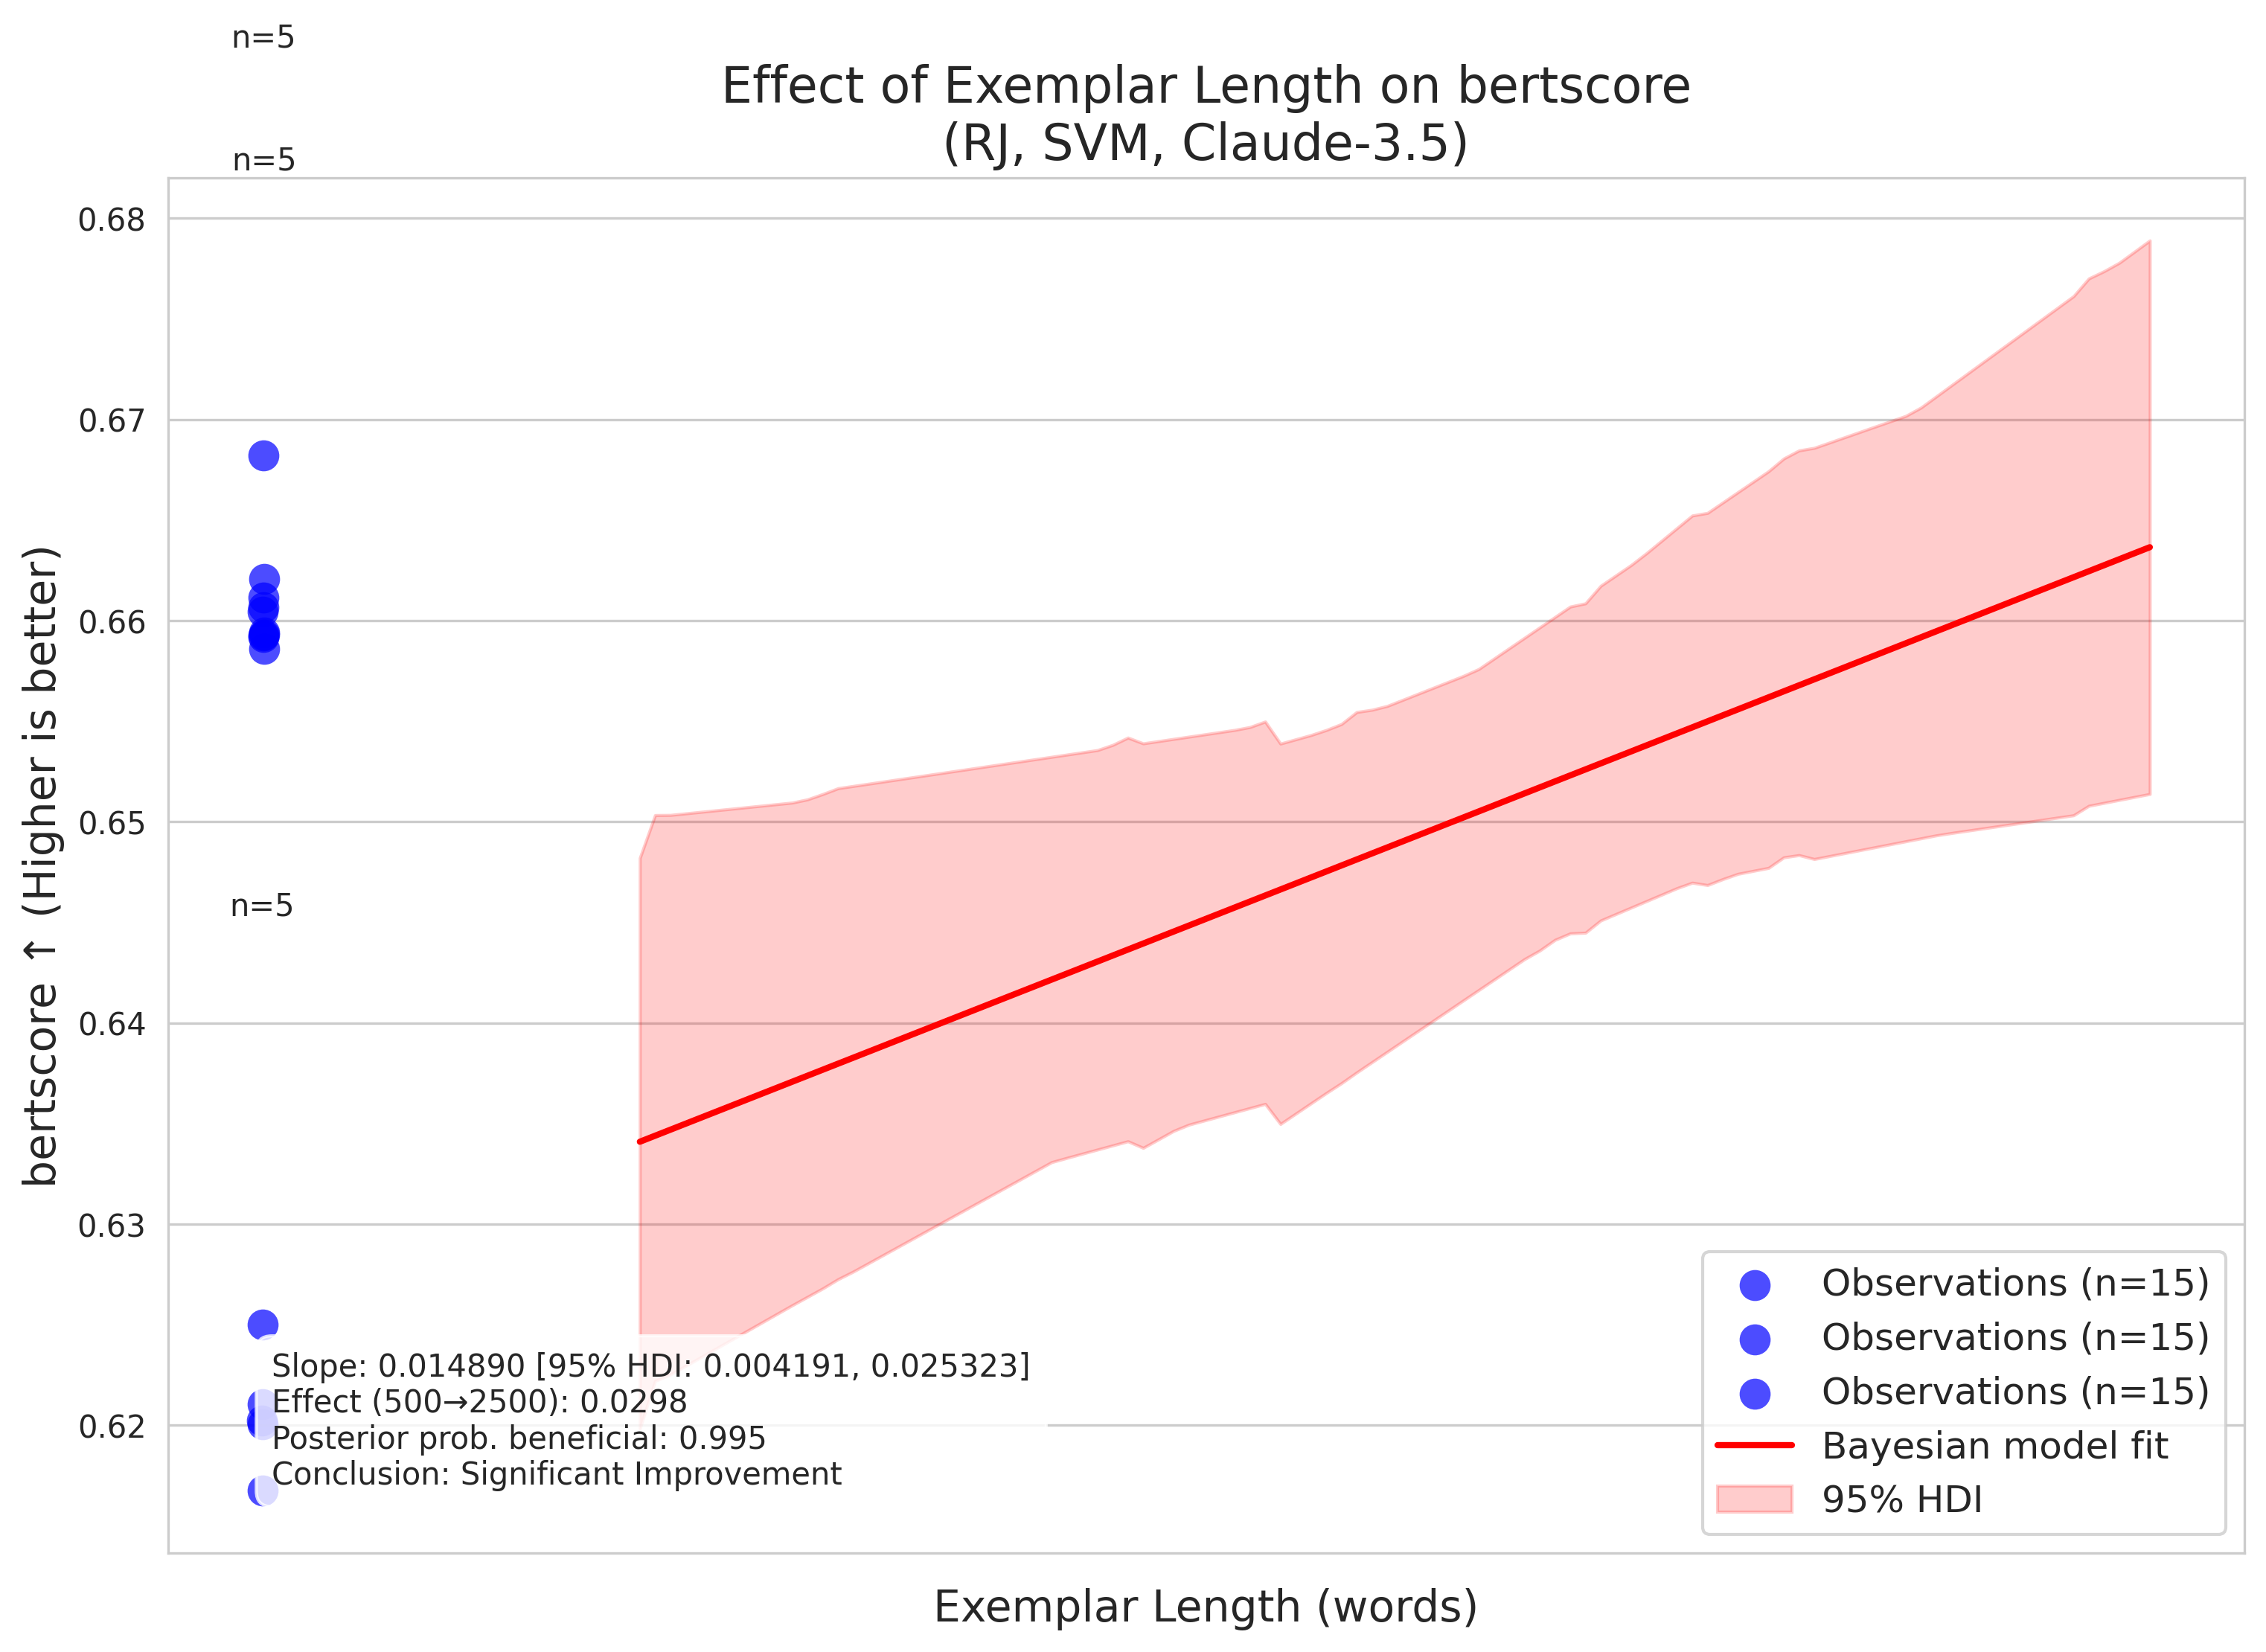 n=5
Effect of Exemplar Length on bertscore
(RJ, SVM, Claude-3.5)
n=5
0.68
0.67
0.66
0.65
0.64
0.63
0.62
bertscore ↑ (Higher is better)
n=5
Slope: 0.014890 [95% HDI: 0.004191, 0.025323]
Effect (500→2500): 0.0298
Posterior prob. beneficial: 0.995
Conclusion: Significant Improvement
Observations (n=15)
Observations (n=15)
Observations (n=15)
Bayesian model fit
95% HDI
Exemplar Length (words)